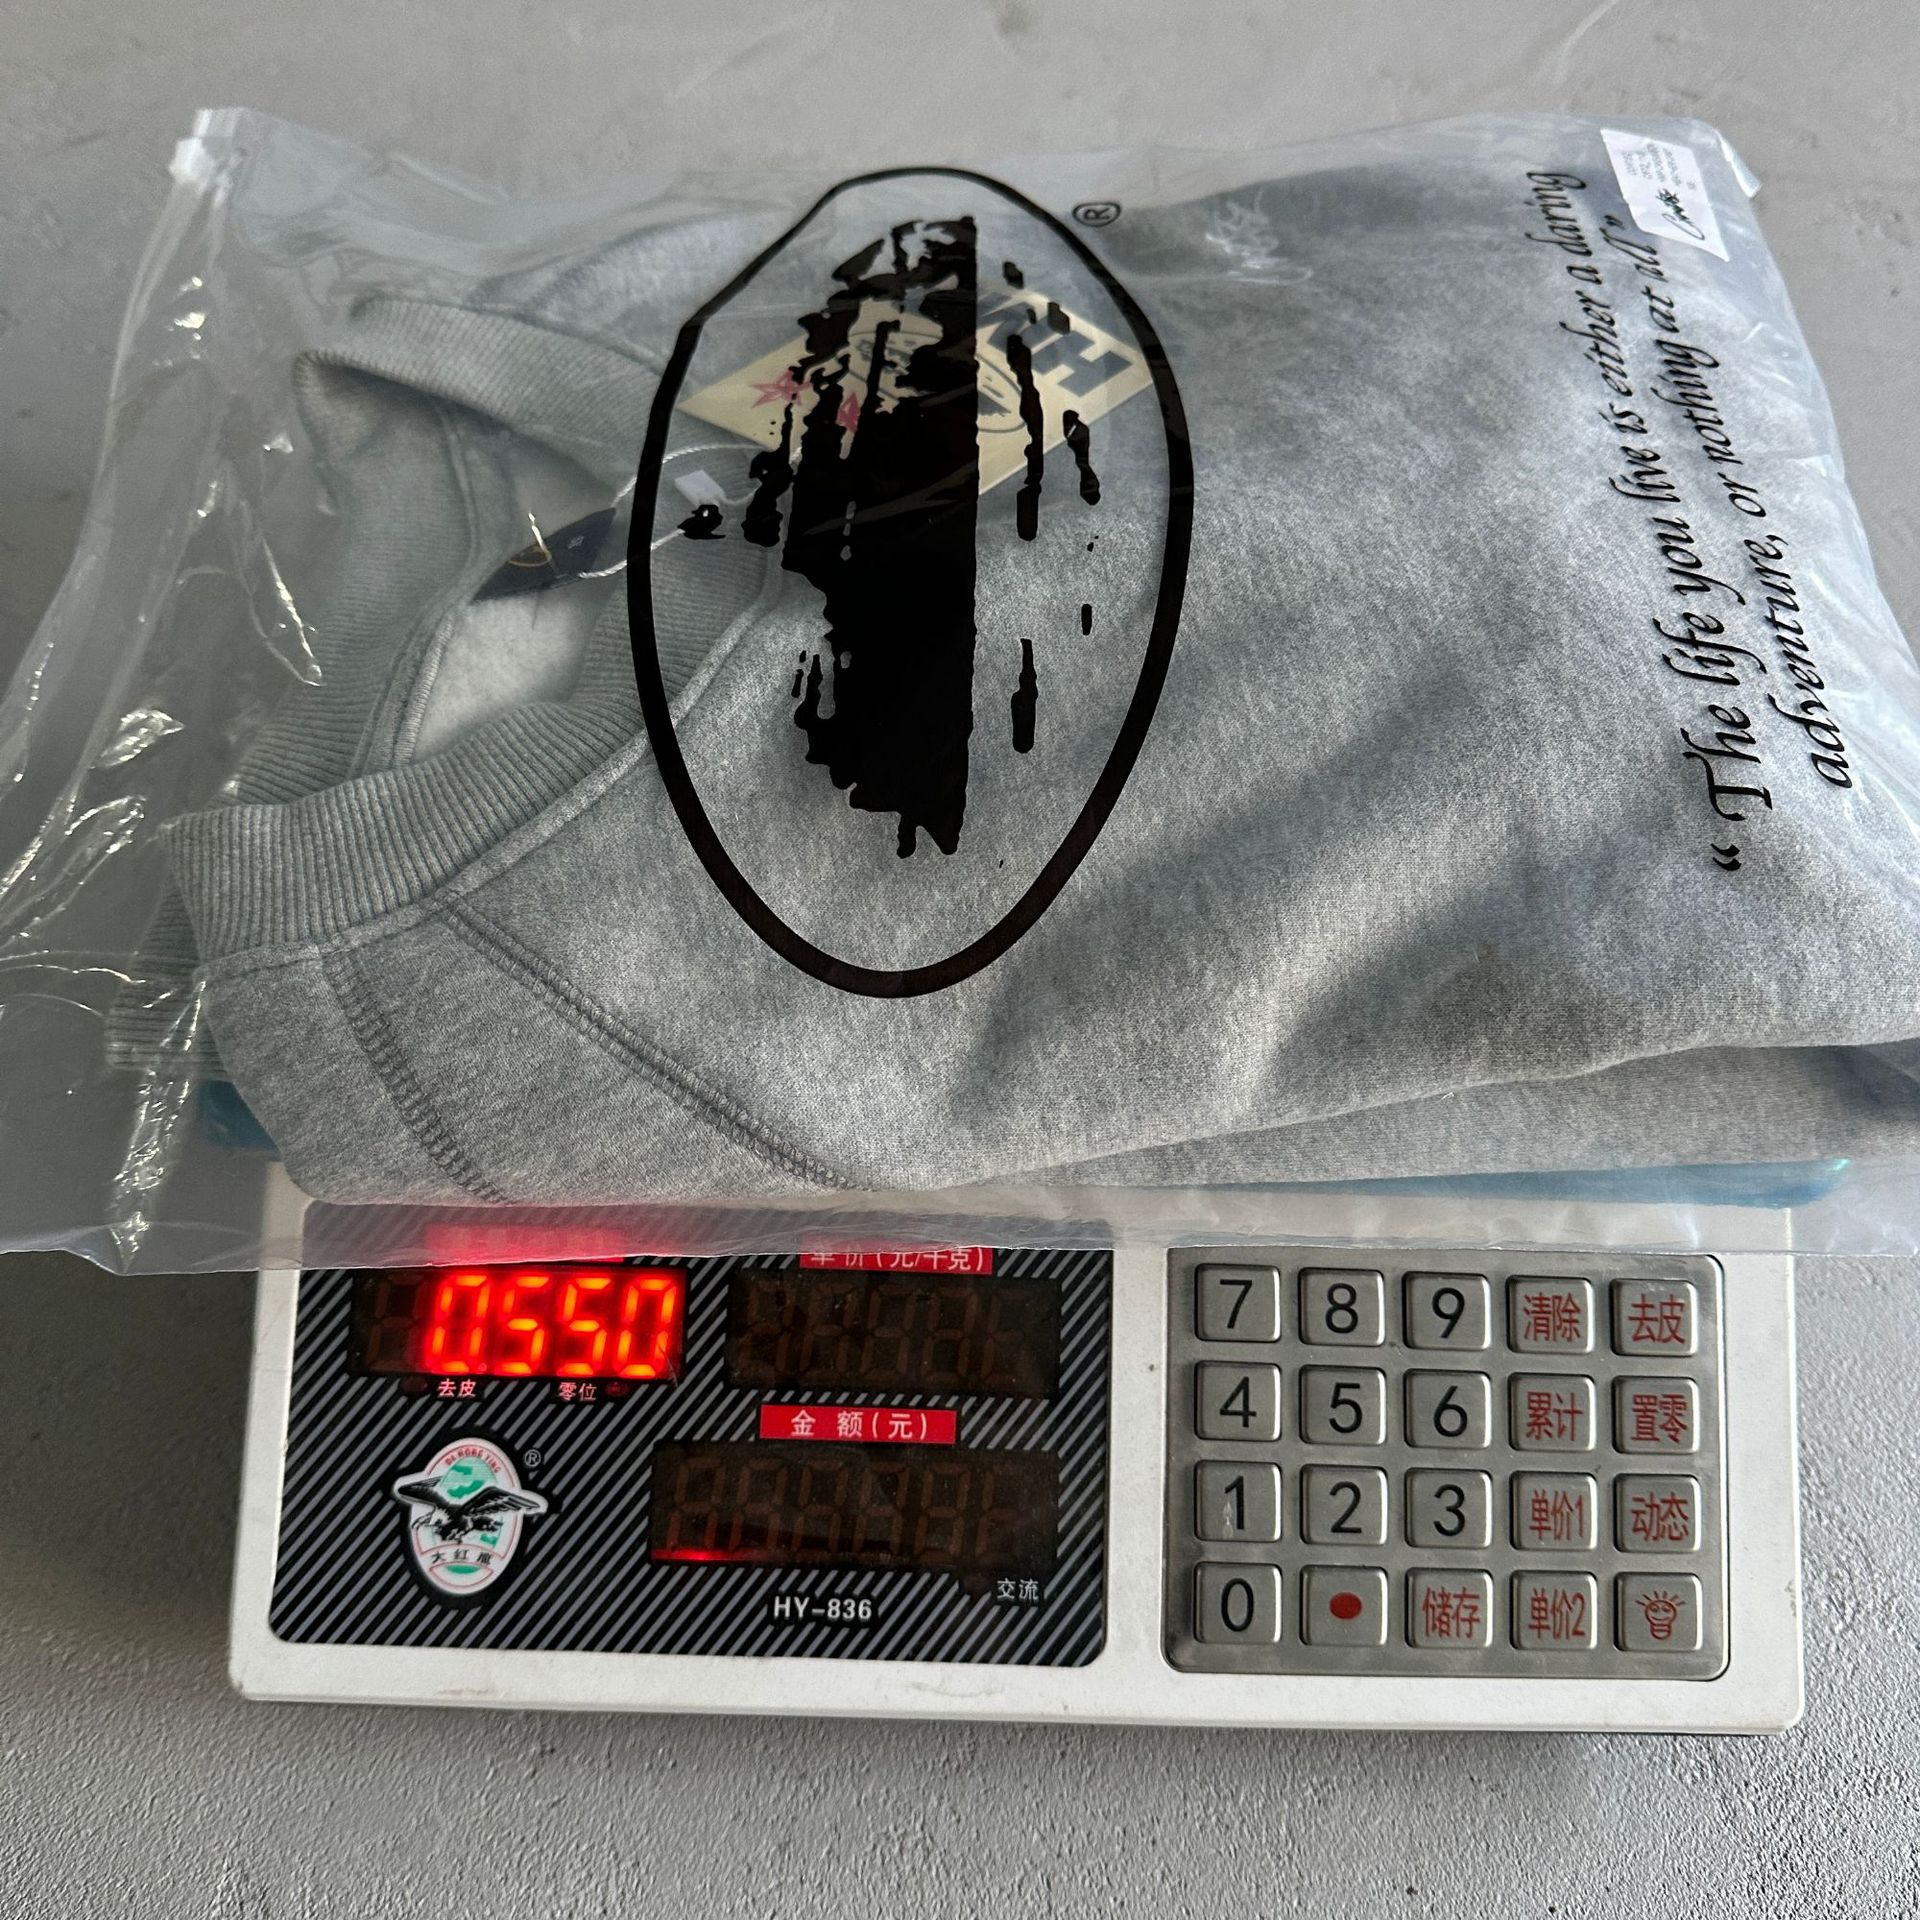 ®
"The life you live is either a daring
adventure, or nothing at all"
0550
去皮
零位
单价(元/千克)
金额(元)
DA HONG YING
®
大红鹰
HY-836
交流
7 8 9 清除 去皮
4 5 6 累计 置零
1 2 3 单价1 动态
0 储存 单价2